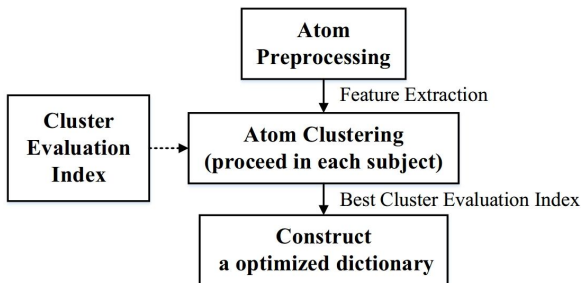 Atom
Preprocessing
Feature Extraction
Cluster
Evaluation
Index
Atom Clustering
(proceed in each subject)
Best Cluster Evaluation Index
Construct
a optimized dictionary